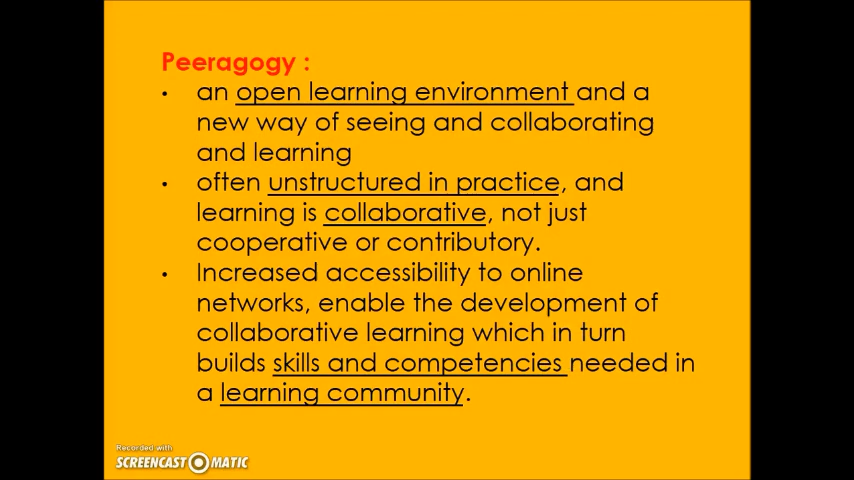 Peeragogy :
• an open learning environment and a
new way of seeing and collaborating
and learning
• often unstructured in practice, and
learning is collaborative, not just
cooperative or contributory.
• Increased accessibility to online
networks, enable the development of
collaborative learning which in turn
builds skills and competencies needed in
a learning community.
Recorded with
SCREENCAST O MATIC